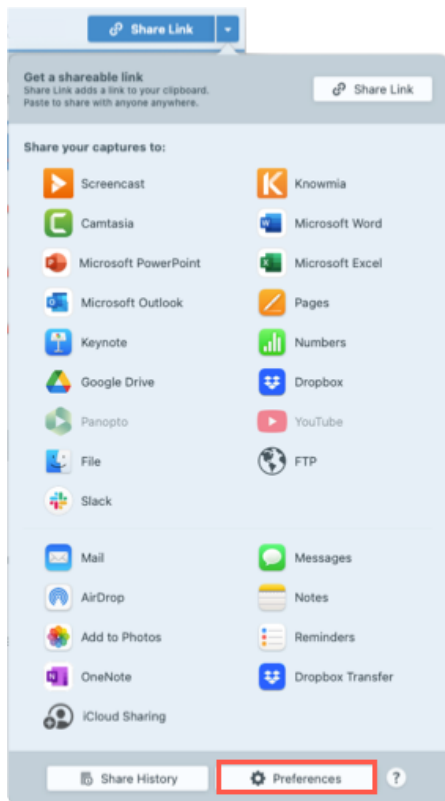 Share Link
Get a shareable link
Share Link adds a link to your clipboard.
Paste to share with anyone anywhere.
Share Link
Share your captures to:
Screencast
Knowmia
Camtasia
Microsoft Word
Microsoft PowerPoint
Microsoft Excel
Microsoft Outlook
Pages
Keynote
Numbers
Google Drive
Dropbox
Panopto
YouTube
File
FTP
Slack
Mail
Messages
AirDrop
Notes
Add to Photos
Reminders
OneNote
Dropbox Transfer
iCloud Sharing
Share History
Preferences
?